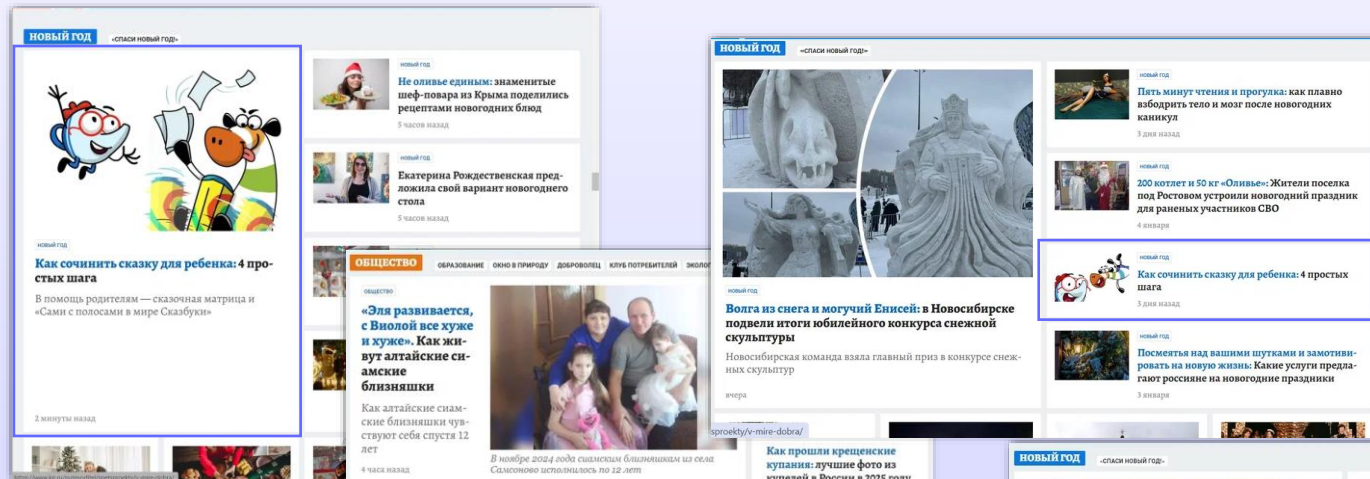 НОВЫЙ ГОД
«СПАСИ НОВЫЙ ГОД!»
НОВЫЙ ГОД
Как сочинить сказку для ребенка: 4 про-
стых шага
В помощь родителям — сказочная матрица и
«Сами с полосами в мире Сказбуки»
2 минуты назад
НОВЫЙ ГОД
Не оливье единым: знаменитые
шеф-повара из Крыма поделились
рецептами новогодних блюд
5 часов назад
НОВЫЙ ГОД
Екатерина Рождественская пред-
ложила свой вариант новогоднего
стола
5 часов назад
ОБЩЕСТВО
ОБРАЗОВАНИЕ ОКНО В ПРИРОДУ ДОБРОВОЛЕЦ КЛУБ ПОТРЕБИТЕЛЕЙ ЭКОЛОГ
ОБЩЕСТВО
«Эля развивается,
с Виолой все хуже
и хуже». Как жи-
вут алтайские си-
амские
близняшки
Как алтайские сиам-
ские близняшки чув-
ствуют себя спустя 12
лет
4 часа назад
В ноябре 2024 года сиамским близняшкам из села
Самсоново исполнилось по 12 лет
Как прошли крещенские
купания: лучшие фото из
купелей в России в 2025 году
НОВЫЙ ГОД
«СПАСИ НОВЫЙ ГОД!»
НОВЫЙ ГОД
Волга из снега и могучий Енисей: в Новосибирске
подвели итоги юбилейного конкурса снежной
скульптуры
Новосибирская команда взяла главный приз в конкурсе снеж-
ных скульптур
вчера
sproekty/v-mire-dobra/
НОВЫЙ ГОД
Пять минут чтения и прогулка: как плавно
взбодрить тело и мозг после новогодних
каникул
3 дня назад
НОВЫЙ ГОД
200 котлет и 50 кг «Оливье»: Жители поселка
под Ростовом устроили новогодний праздник
для раненых участников СВО
4 января
НОВЫЙ ГОД
Как сочинить сказку для ребенка: 4 простых
шага
3 дня назад
НОВЫЙ ГОД
Посмеяться над вашими шутками и замотиви-
ровать на новую жизнь: Какие услуги предла-
гают россияне на новогодние праздники
3 января
НОВЫЙ ГОД
«СПАСИ НОВЫЙ ГОД!»